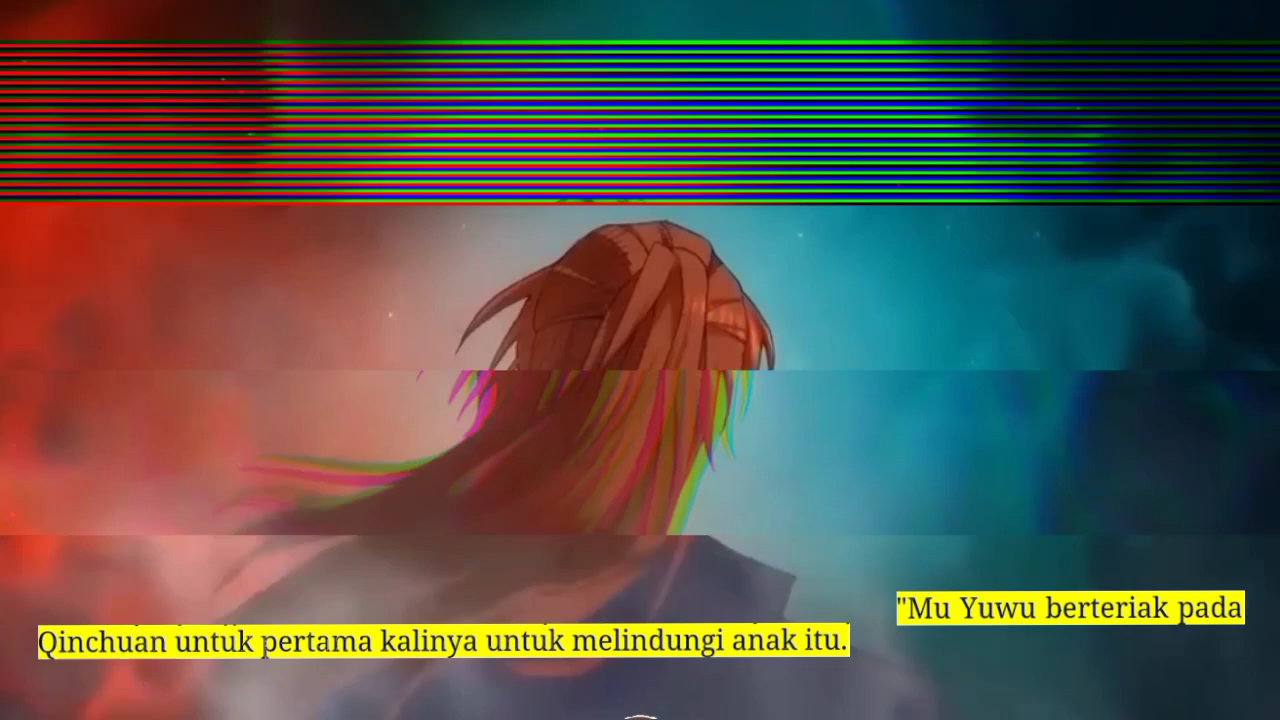 "Mu Yuwu berteriak pada
Qinchuan untuk pertama kalinya untuk melindungi anak itu.